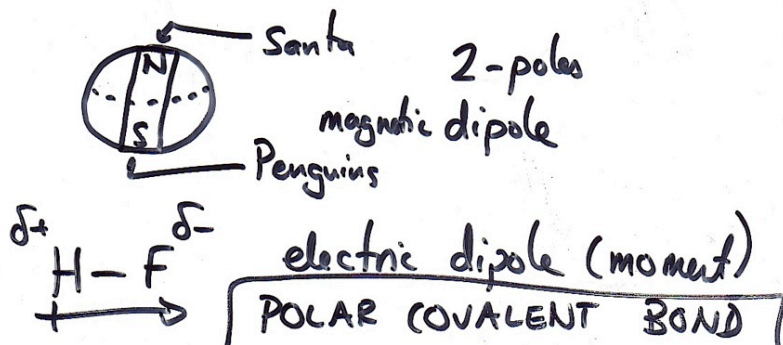 Santa
N
2-poles
magnetic dipole
S
Penguins
δ+ H – F δ-
electric dipole (moment)
POLAR COVALENT BOND